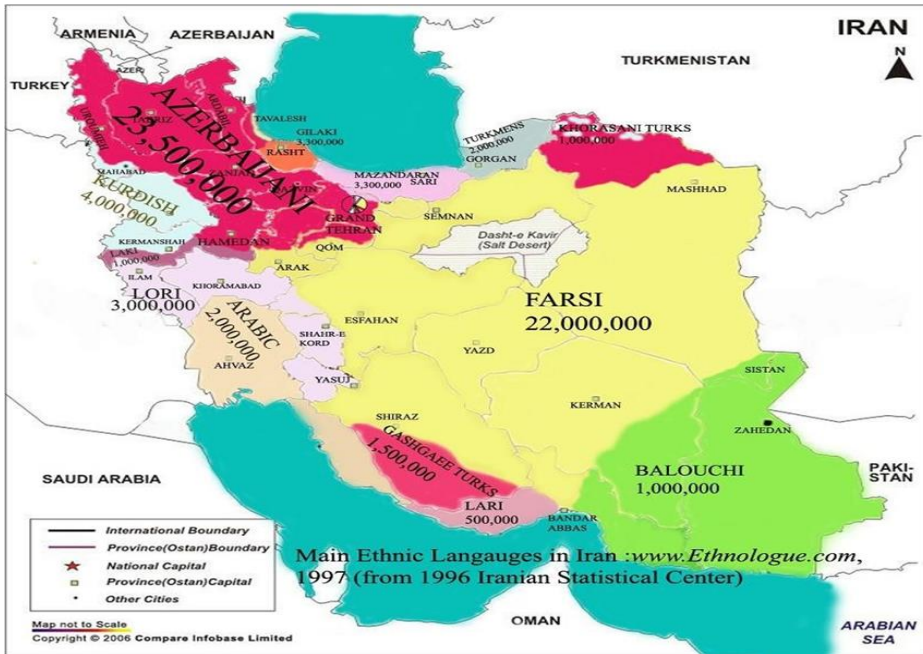 IRAN
N
ARMENIA
AZERBAIJAN
TURKMENISTAN
TURKEY
AZER.
TABRIZ
ARDABIL
UROUMIEH
TAVALESH
GILAKI
3,300,000
RASHT
AZERBAIJANI
23,500,000
ZANJAN
QAZVIN
MAHABAD
KURDISH
4,000,000
KERMANSHAH
HAMEDAN
GRAND
TEHRAN
MAZANDARAN
3,300,000
SARI
TURKMENS
2,000,000
GORGAN
KHORASANI TURKS
1,000,000
MASHHAD
SEMNAN
Dasht-e Kavir
(Salt Desert)
QOM
ARAK
LAKI
1,000,000
ILAM
KHORAMABAD
LORI
3,000,000
ARABIC
2,000,000
AHVAZ
SHAHR-E
KORD
YASUJ
ESFAHAN
FARSI
22,000,000
YAZD
KERMAN
SHIRAZ
GASHGAEE TURKS
1,500,000
LARI
500,000
BANDAR
ABBAS
SISTAN
ZAHEDAN
BALOUCHI
1,000,000
PAKI-
STAN
SAUDI ARABIA
OMAN
ARABIAN
SEA
Main Ethnic Langauges in Iran :www.Ethnologue.com,
1997 (from 1996 Iranian Statistical Center)
International Boundary
Province(Ostan)Boundary
National Capital
Province(Ostan)Capital
Other Cities
Map not to Scale
Copyright © 2006 Compare Infobase Limited